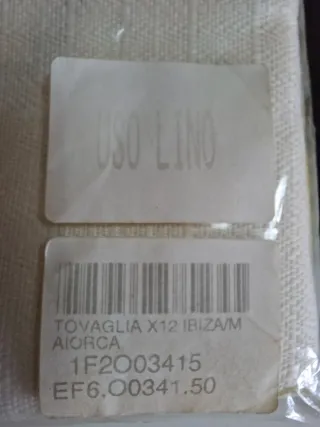 USO LINO
TOVAGLIA X12 IBIZA/M
AIORCA
1F2O03415
EF6.O0341.50